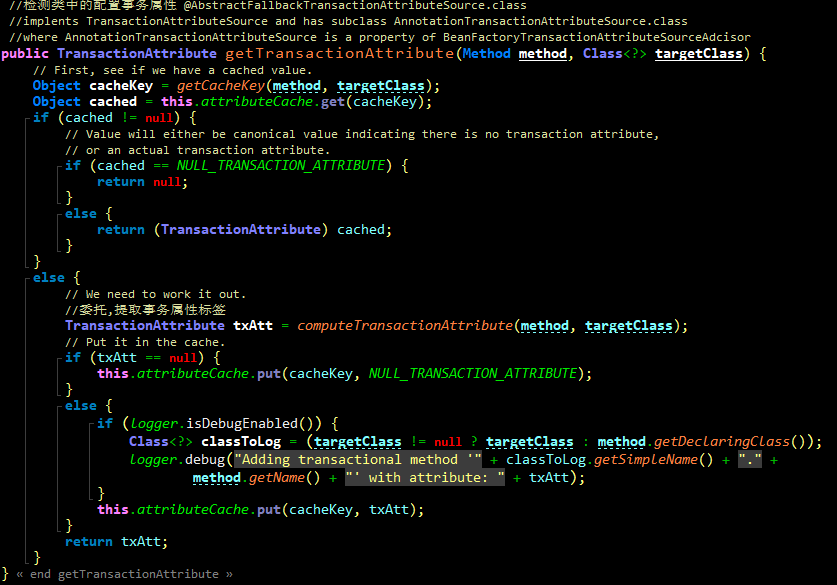 //检测类中的配置事务属性 @AbstractFallbackTransactionAttributeSource.class
//implents TransactionAttributeSource and has subclass AnnotationTransactionAttributeSource.class
//where AnnotationTransactionAttributeSource is a property of BeanFactoryTransactionAttributeSourceAdcisor
public TransactionAttribute getTransactionAttribute(Method method, Class<?> targetClass) {
// First, see if we have a cached value.
Object cacheKey = getCacheKey(method, targetClass);
Object cached = this.attributeCache.get(cacheKey);
if (cached != null) {
// Value will either be canonical value indicating there is no transaction attribute,
// or an actual transaction attribute.
if (cached == NULL_TRANSACTION_ATTRIBUTE) {
return null;
}
else {
return (TransactionAttribute) cached;
}
}
else {
// We need to work it out.
//委托,提取事务属性标签
TransactionAttribute txAtt = computeTransactionAttribute(method, targetClass);
// Put it in the cache.
if (txAtt == null) {
this.attributeCache.put(cacheKey, NULL_TRANSACTION_ATTRIBUTE);
}
else {
if (logger.isDebugEnabled()) {
Class<?> classToLog = (targetClass != null ? targetClass : method.getDeclaringClass());
logger.debug("Adding transactional method '" + classToLog.getSimpleName() + "." +
method.getName() + "' with attribute: " + txAtt);
}
this.attributeCache.put(cacheKey, txAtt);
}
return txAtt;
}
} « end getTransactionAttribute »